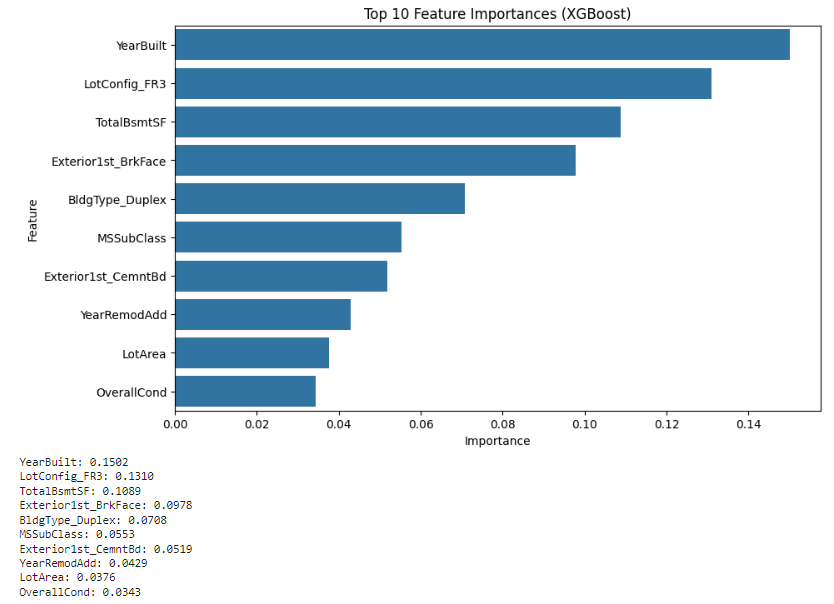 Top 10 Feature Importances (XGBoost)
YearBuilt
LotConfig_FR3
TotalBsmtSF
Exterior1st_BrkFace
BldgType_Duplex
MSSubClass
Exterior1st_CemntBd
YearRemodAdd
LotArea
OverallCond
Feature
0.00 0.02 0.04 0.06 0.08 0.10 0.12 0.14
Importance
YearBuilt: 0.1502
LotConfig_FR3: 0.1310
TotalBsmtSF: 0.1089
Exterior1st_BrkFace: 0.0978
BldgType_Duplex: 0.0708
MSSubClass: 0.0553
Exterior1st_CemntBd: 0.0519
YearRemodAdd: 0.0429
LotArea: 0.0376
OverallCond: 0.0343